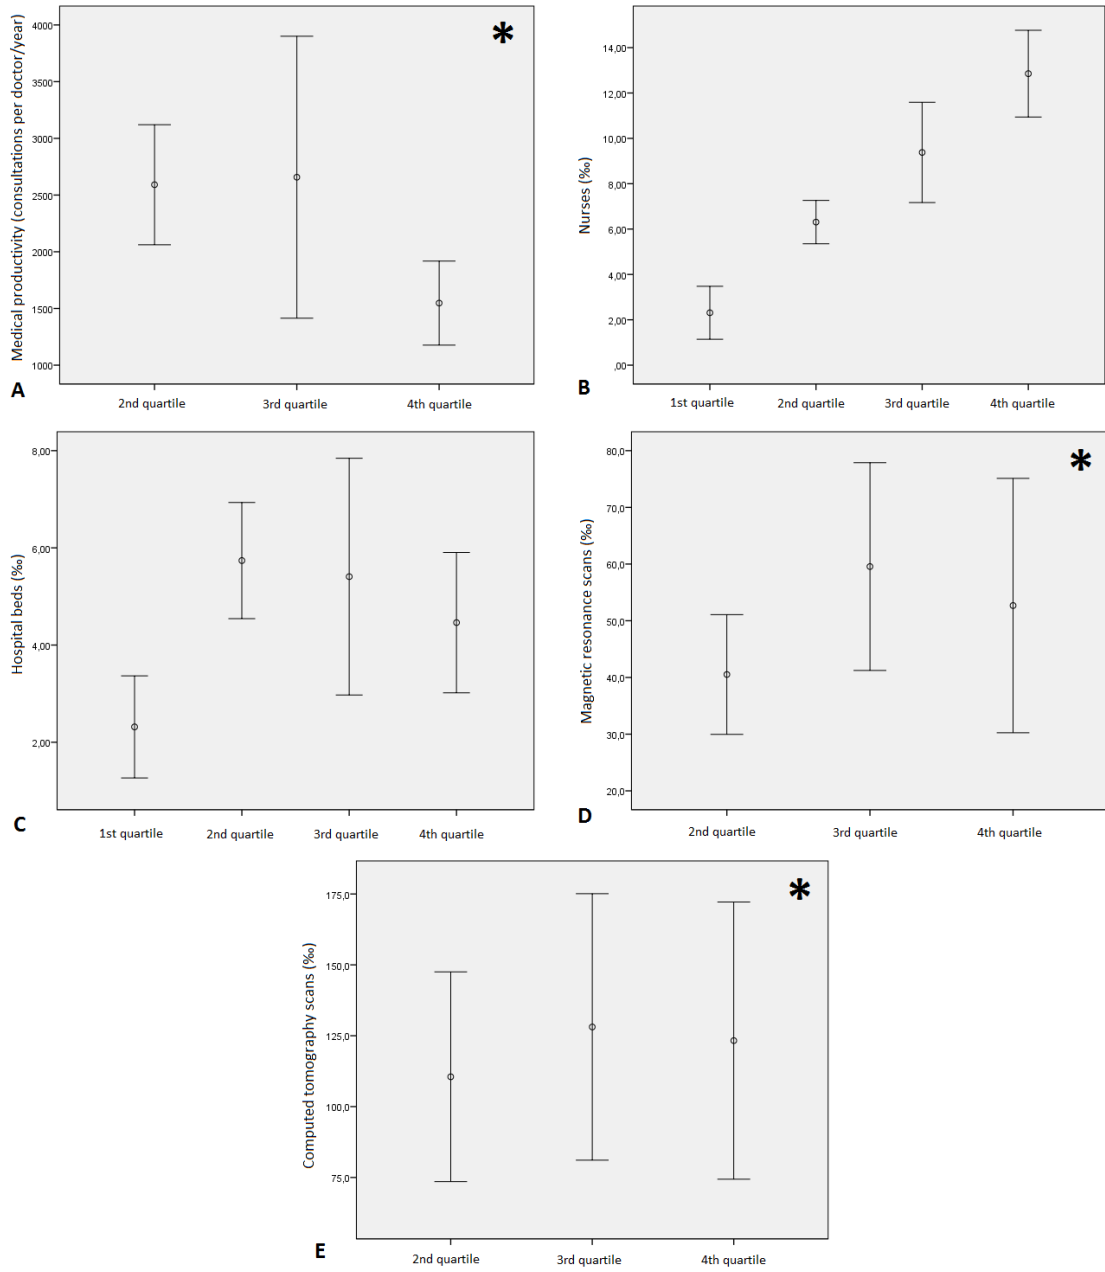 Medical productivity (consultations per doctor/year)
4000
3500
3000
2500
2000
1500
1000
*
2nd quartile
3rd quartile
4th quartile
A
Nurses (‰)
14,00
12,00
10,00
8,00
6,00
4,00
2,00
,00
1st quartile
2nd quartile
3rd quartile
4th quartile
B
Hospital beds (‰)
8,00
6,00
4,00
2,00
1st quartile
2nd quartile
3rd quartile
4th quartile
C
Magnetic resonance scans (‰)
80,0
70,0
60,0
50,0
40,0
30,0
20,0
*
2nd quartile
3rd quartile
4th quartile
D
Computed tomography scans (‰)
175,0
150,0
125,0
100,0
75,0
*
2nd quartile
3rd quartile
4th quartile
E